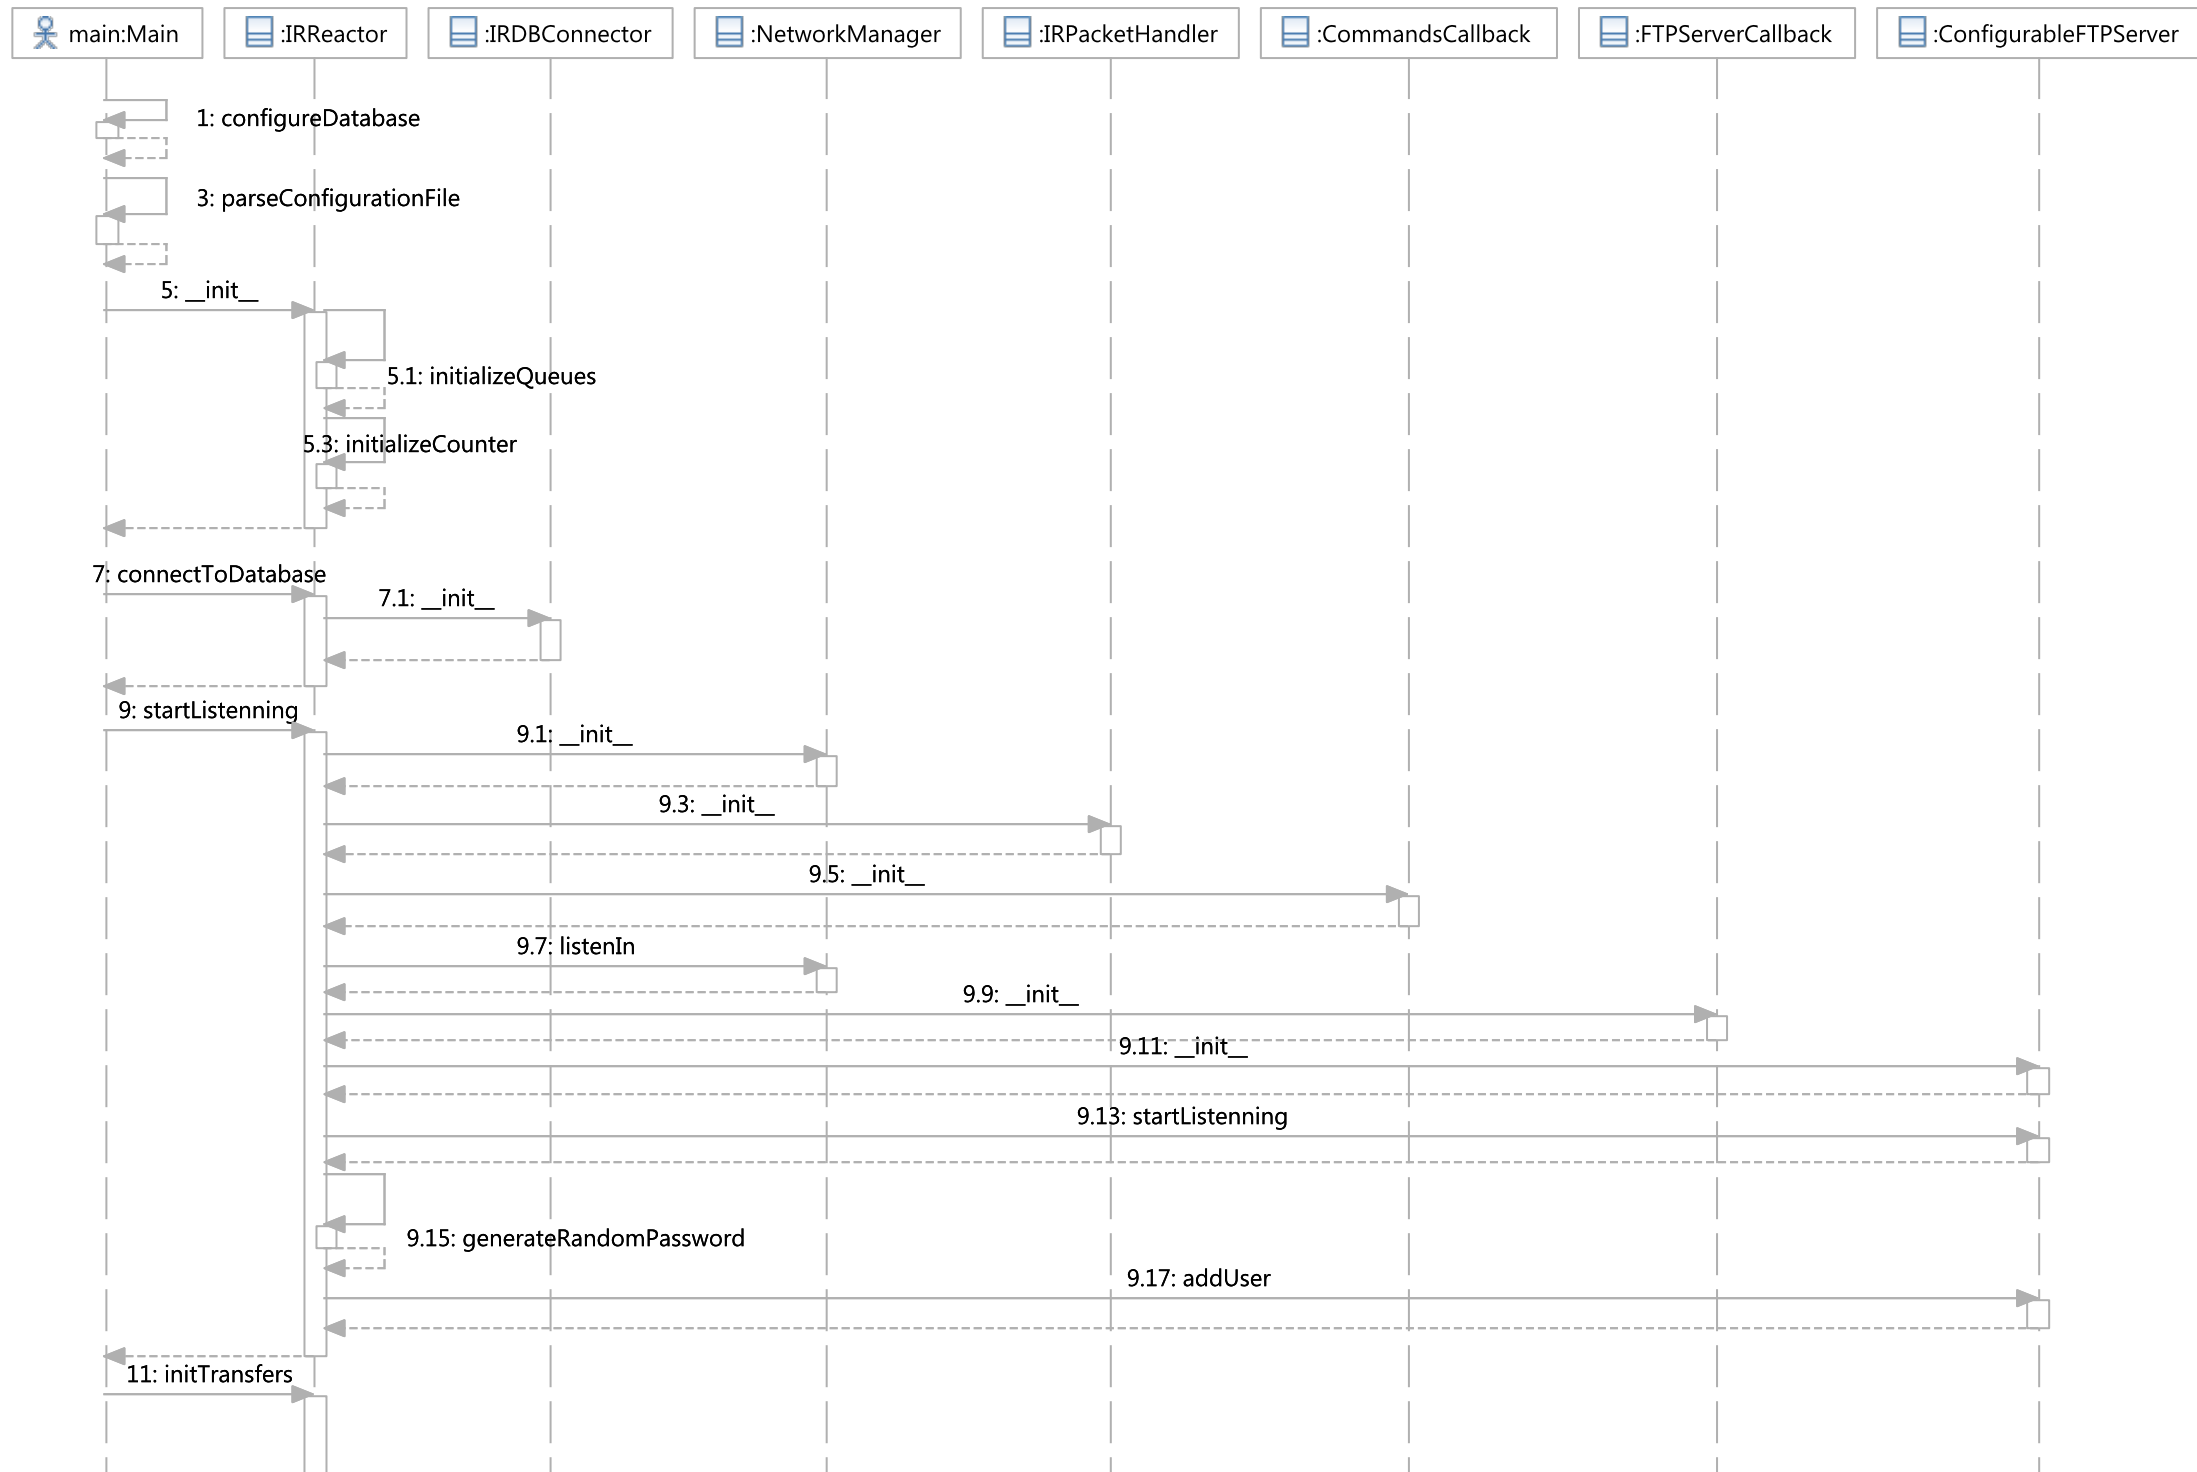 main:Main
:IRReactor
:IRDBConnector
:NetworkManager
:IRPacketHandler
:CommandsCallback
:FTPServerCallback
:ConfigurableFTPServer
1: configureDatabase
3: parseConfigurationFile
5: __init__
5.1: initializeQueues
5.3: initializeCounter
7: connectToDatabase
7.1: __init__
9: startListenning
9.1: __init__
9.3: __init__
9.5: __init__
9.7: listenIn
9.9: __init__
9.11: __init__
9.13: startListenning
9.15: generateRandomPassword
9.17: addUser
11: initTransfers